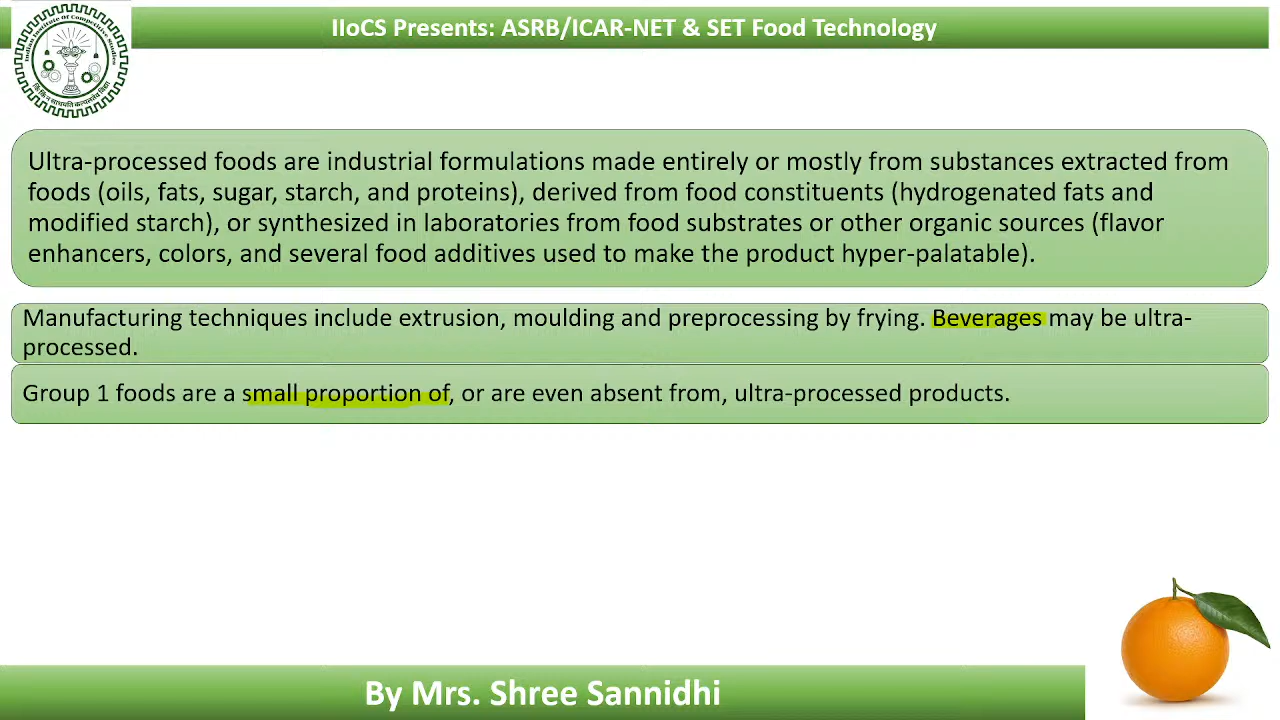 IIoCS Presents: ASRB/ICAR-NET & SET Food Technology
Indian Institute Of Competitive Studies
Ultra-processed foods are industrial formulations made entirely or mostly from substances extracted from
foods (oils, fats, sugar, starch, and proteins), derived from food constituents (hydrogenated fats and
modified starch), or synthesized in laboratories from food substrates or other organic sources (flavor
enhancers, colors, and several food additives used to make the product hyper-palatable).
Manufacturing techniques include extrusion, moulding and preprocessing by frying. Beverages may be ultra-
processed.
Group 1 foods are a small proportion of, or are even absent from, ultra-processed products.
By Mrs. Shree Sannidhi